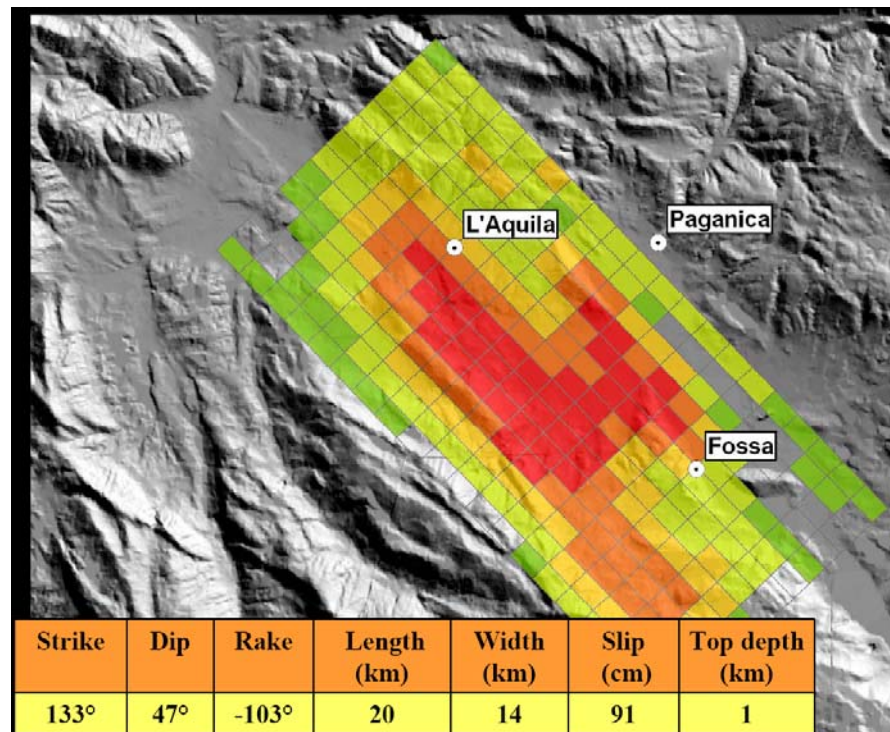 L'Aquila
Paganica
Fossa
Strike Dip Rake Length (km) Width (km) Slip (cm) Top depth (km)
133° 47° -103° 20 14 91 1